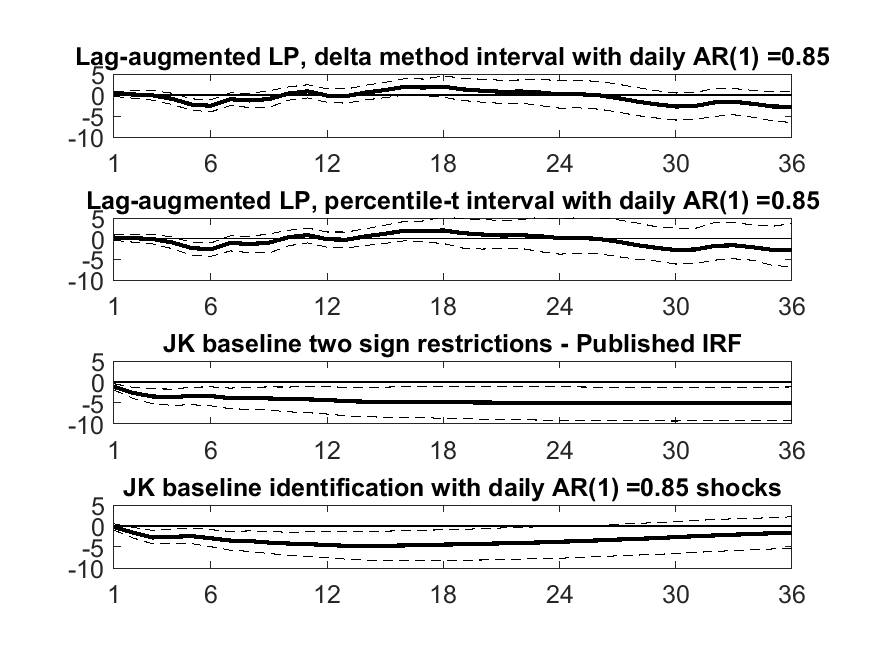 Lag-augmented LP, delta method interval with daily AR(1) =0.85
5
0
-5
-10
1 6 12 18 24 30 36
Lag-augmented LP, percentile-t interval with daily AR(1) =0.85
5
0
-5
-10
1 6 12 18 24 30 36
JK baseline two sign restrictions - Published IRF
5
0
-5
-10
1 6 12 18 24 30 36
JK baseline identification with daily AR(1) =0.85 shocks
5
0
-5
-10
1 6 12 18 24 30 36